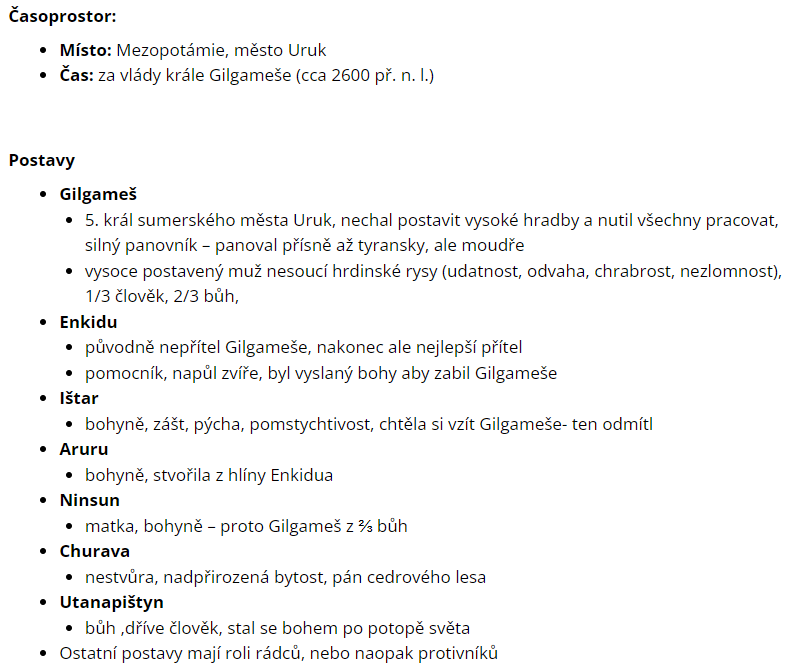 Časoprostor:
Místo: Mezopotámie, město Uruk
Čas: za vlády krále Gilgameše (cca 2600 př. n. l.)
Postavy
Gilgameš
5. král sumerského města Uruk, nechal postavit vysoké hradby a nutil všechny pracovat,
silný panovník – panoval přísně až tyransky, ale moudře
vysoce postavený muž nesoucí hrdinské rysy (udatnost, odvaha, chrabrost, nezlomnost),
1/3 člověk, 2/3 bůh,
Enkidu
původně nepřítel Gilgameše, nakonec ale nejlepší přítel
pomocník, napůl zvíře, byl vyslaný bohy aby zabil Gilgameše
Ištar
bohyně, zášt, pýcha, pomstychtivost, chtěla si vzít Gilgameše- ten odmítl
Aruru
bohyně, stvořila z hlíny Enkidua
Ninsun
matka, bohyně – proto Gilgameš z ⅔ bůh
Churava
nestvůra, nadpřirozená bytost, pán cedrového lesa
Utanapištyn
bůh ,dříve člověk, stal se bohem po potopě světa
Ostatní postavy mají roli rádců, nebo naopak protivníků